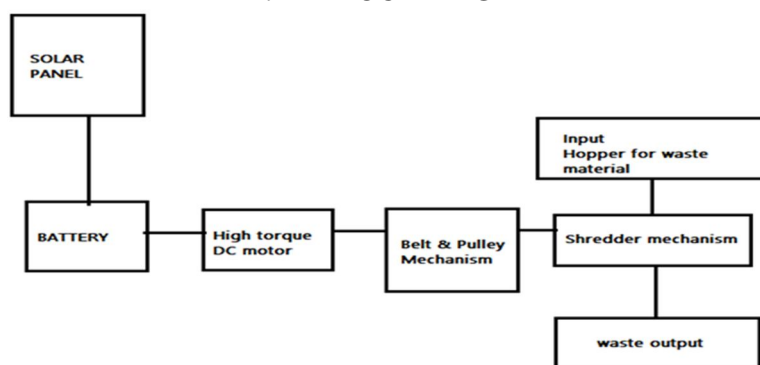 SOLAR
PANEL
Input
Hopper for waste
material
BATTERY
High torque
DC motor
Belt & Pulley
Mechanism
Shredder mechanism
waste output